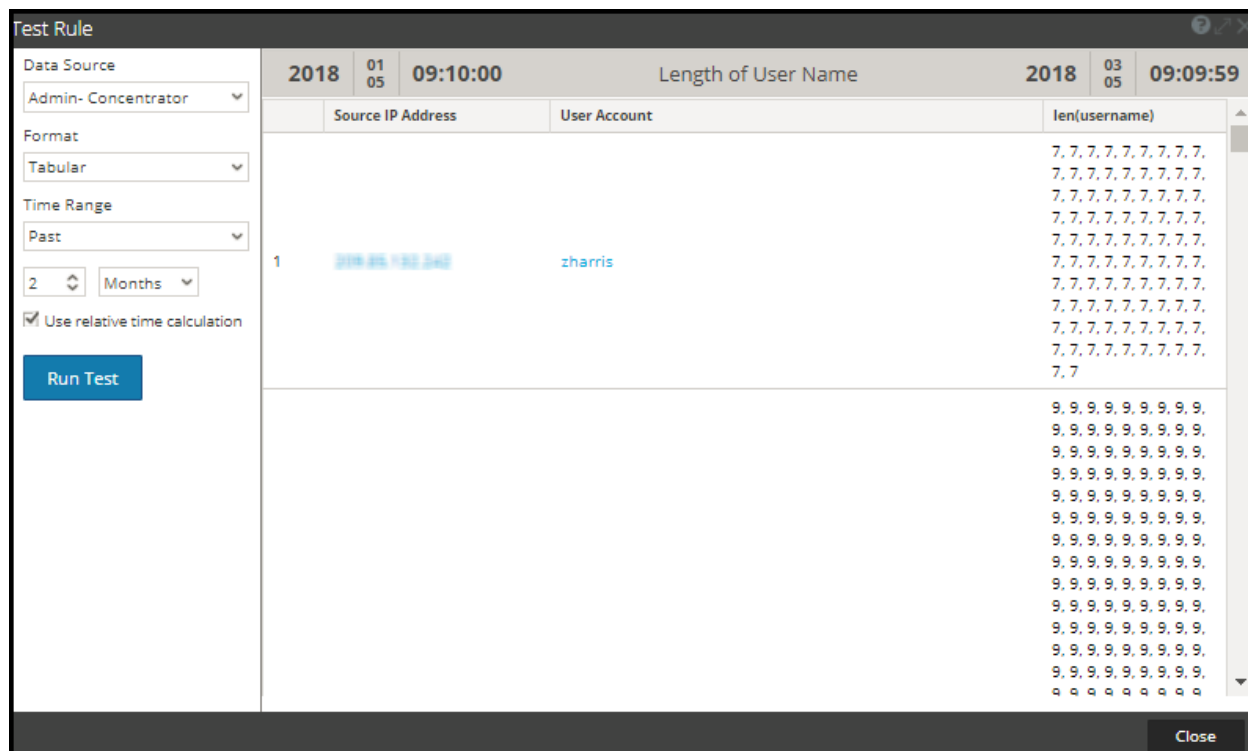 Test Rule
Data Source
Admin- Concentrator
Format
Tabular
Time Range
Past
2 Months
Use relative time calculation
Run Test
2018 01 05 09:10:00 Length of User Name 2018 03 05 09:09:59
Source IP Address User Account len(username)
7, 7, 7, 7, 7, 7, 7, 7, 7,
7, 7, 7, 7, 7, 7, 7, 7, 7,
7, 7, 7, 7, 7, 7, 7, 7, 7,
7, 7, 7, 7, 7, 7, 7, 7, 7,
7, 7, 7, 7, 7, 7, 7, 7, 7,
1 zharris 7, 7, 7, 7, 7, 7, 7, 7, 7,
7, 7, 7, 7, 7, 7, 7, 7, 7,
7, 7, 7, 7, 7, 7, 7, 7, 7,
7, 7, 7, 7, 7, 7, 7, 7, 7,
7, 7, 7, 7, 7, 7, 7, 7, 7,
7, 7
9, 9, 9, 9, 9, 9, 9, 9, 9,
9, 9, 9, 9, 9, 9, 9, 9, 9,
9, 9, 9, 9, 9, 9, 9, 9, 9,
9, 9, 9, 9, 9, 9, 9, 9, 9,
9, 9, 9, 9, 9, 9, 9, 9, 9,
9, 9, 9, 9, 9, 9, 9, 9, 9,
9, 9, 9, 9, 9, 9, 9, 9, 9,
9, 9, 9, 9, 9, 9, 9, 9, 9,
9, 9, 9, 9, 9, 9, 9, 9, 9,
9, 9, 9, 9, 9, 9, 9, 9, 9,
9, 9, 9, 9, 9, 9, 9, 9, 9,
9, 9, 9, 9, 9, 9, 9, 9, 9,
9, 9, 9, 9, 9, 9, 9, 9, 9,
9, 9, 9, 9, 9, 9, 9, 9, 9
Close